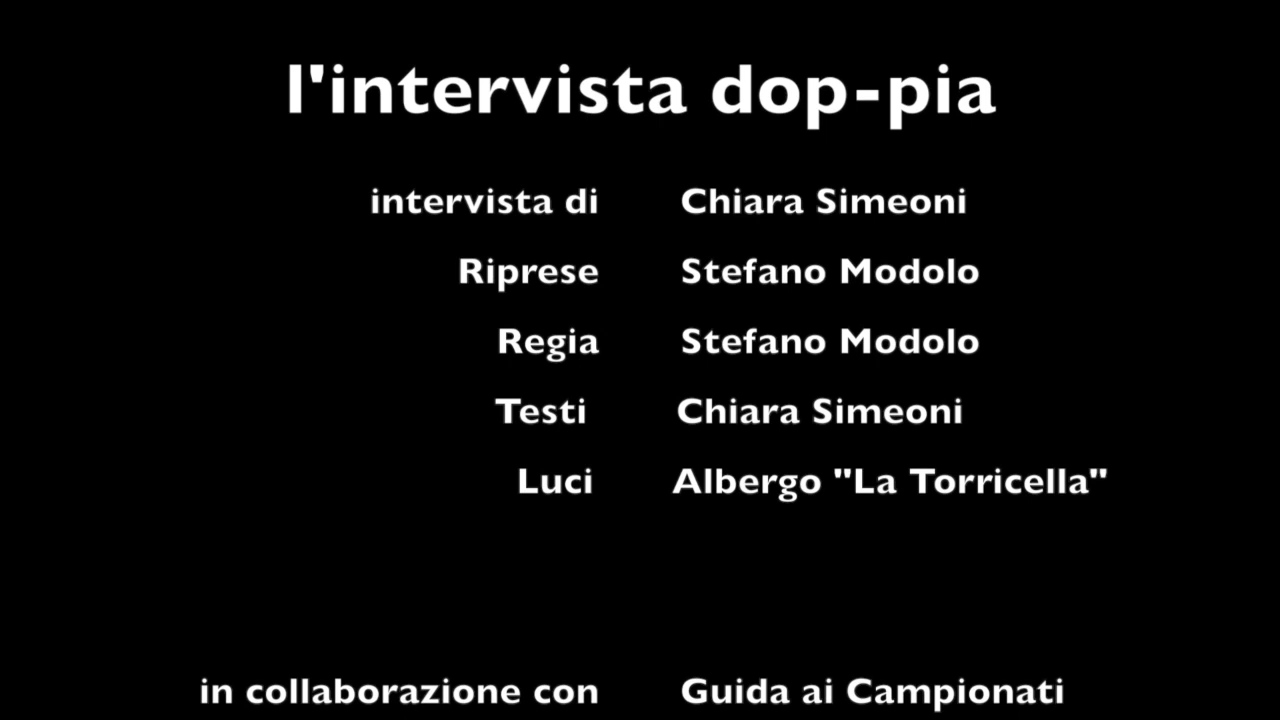 l'intervista dop-pia
intervista di Chiara Simeoni
Riprese Stefano Modolo
Regia Stefano Modolo
Testi Chiara Simeoni
Luci Albergo "La Torricella"
in collaborazione con Guida ai Campionati